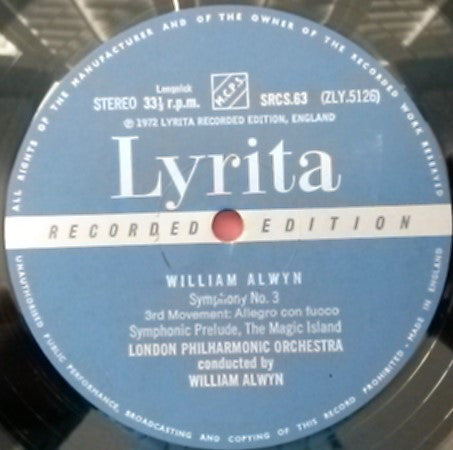 ALL RIGHTS OF THE MANUFACTURER AND OF THE OWNER OF THE RECORDED WORK RESERVED
Lengnick
STEREO 33⅓ r.p.m. M.C.P.S. SRCS.63 (ZLY.5126)
℗ 1972 LYRITA RECORDED EDITION, ENGLAND
Lyrita
RECORDED EDITION
WILLIAM ALWYN
Symphony No. 3
3rd Movement: Allegro con fuoco
Symphonic Prelude, The Magic Island
LONDON PHILHARMONIC ORCHESTRA
conducted by
WILLIAM ALWYN
UNAUTHORISED PUBLIC PERFORMANCE, BROADCASTING AND COPYING OF THIS RECORD PROHIBITED · MADE IN ENGLAND